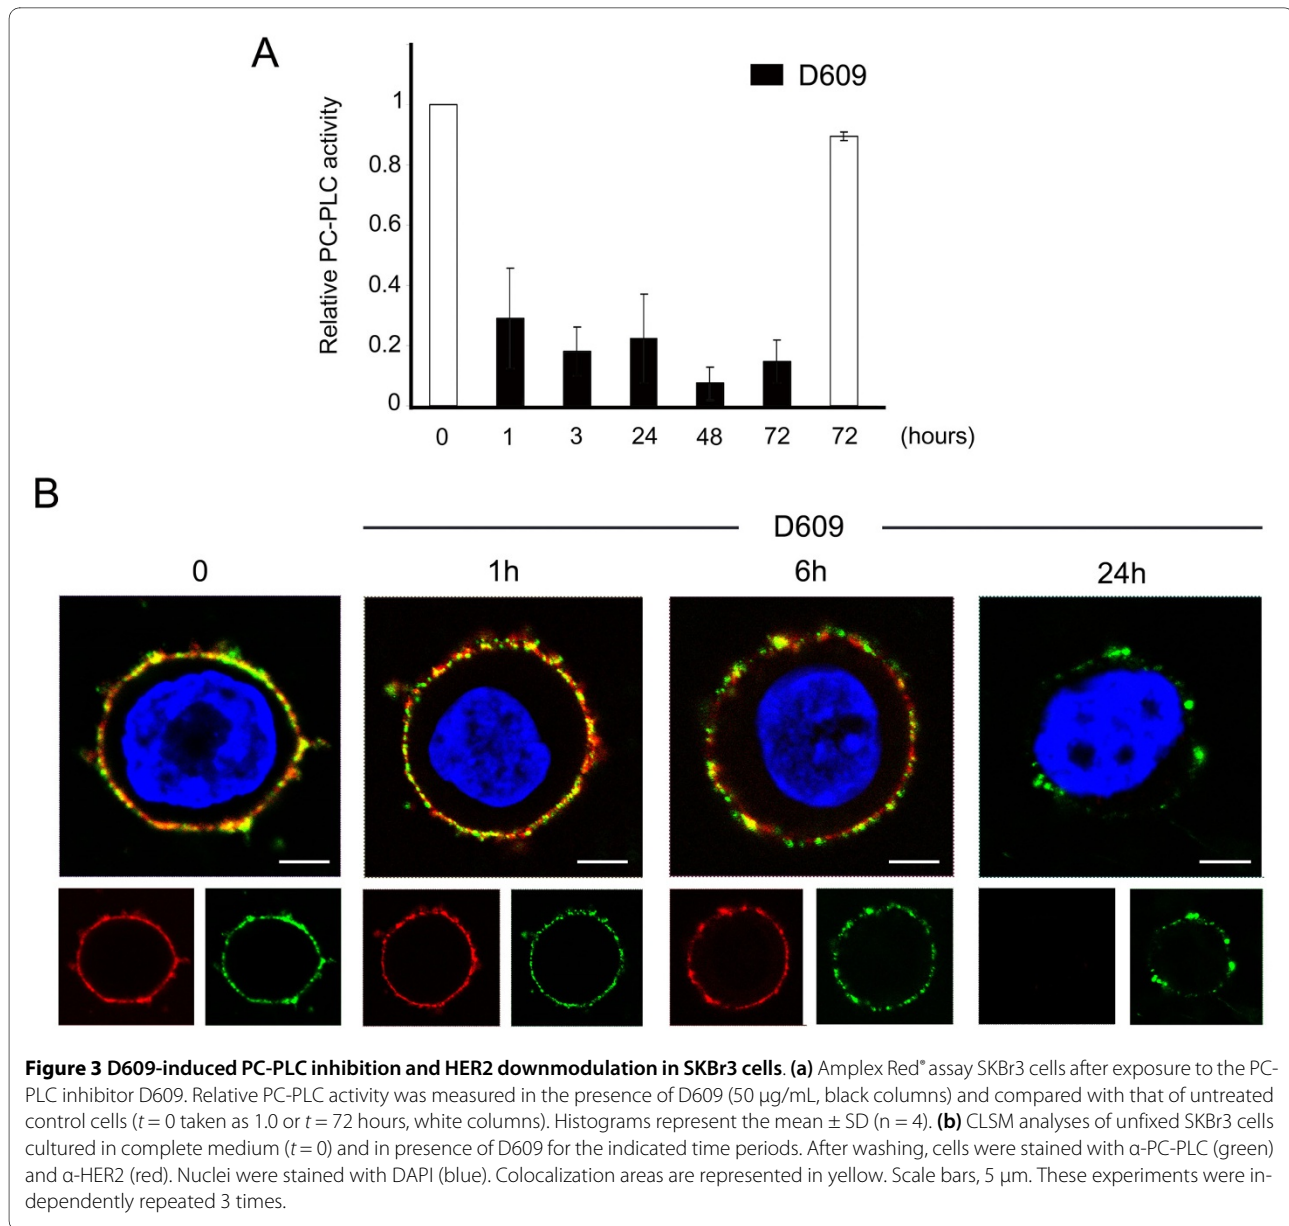 A
D609
Relative PC-PLC activity
1
0.8
0.6
0.4
0.2
0
0 1 3 24 48 72 72 (hours)
B
D609
0 1h 6h 24h
Figure 3 D609-induced PC-PLC inhibition and HER2 downmodulation in SKBr3 cells. (a) Amplex Red® assay SKBr3 cells after exposure to the PC-
PLC inhibitor D609. Relative PC-PLC activity was measured in the presence of D609 (50 μg/mL, black columns) and compared with that of untreated
control cells (t = 0 taken as 1.0 or t = 72 hours, white columns). Histograms represent the mean ± SD (n = 4). (b) CLSM analyses of unfixed SKBr3 cells
cultured in complete medium (t = 0) and in presence of D609 for the indicated time periods. After washing, cells were stained with α-PC-PLC (green)
and α-HER2 (red). Nuclei were stained with DAPI (blue). Colocalization areas are represented in yellow. Scale bars, 5 μm. These experiments were in-
dependently repeated 3 times.